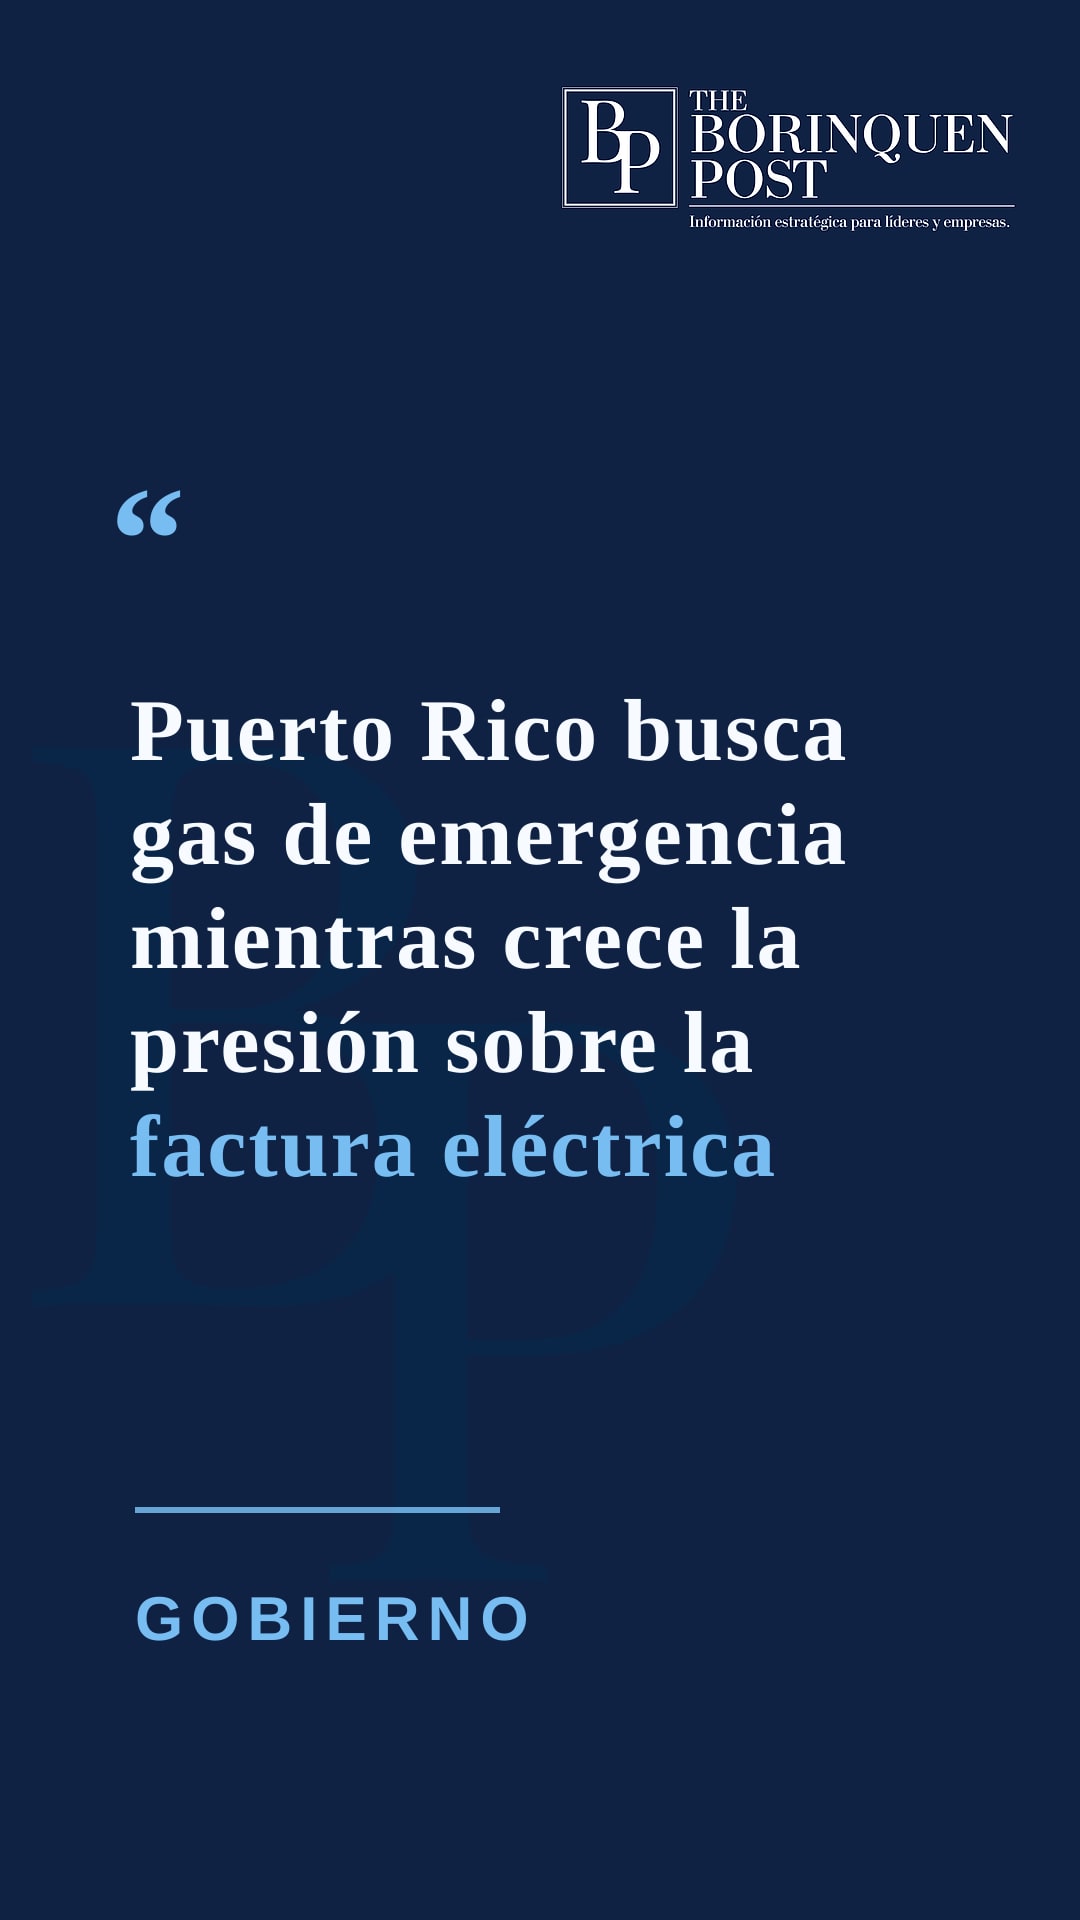 BP
THE
BORINQUEN
POST
Información estratégica para líderes y empresas.
“
Puerto Rico busca
gas de emergencia
mientras crece la
presión sobre la
factura eléctrica
GOBIERNO